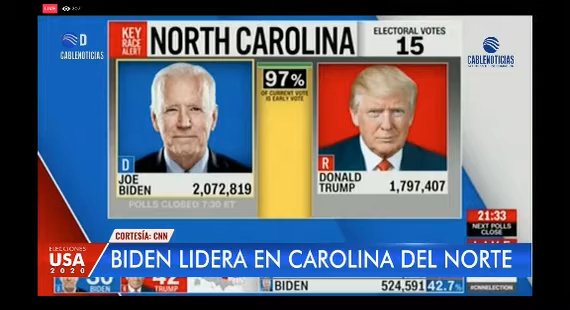 D
CABLENOTICIAS
KEY
RACE
ALERT
NORTH CAROLINA
ELECTORAL VOTES
15
CABLENOTICIAS
97%
OF CURRENT VOTE
IS EARLY VOTE
D
JOE
BIDEN 2,072,819
R
DONALD
TRUMP 1,797,407
POLLS CLOSED 7:30 ET
21:33
NEXT POLLS
CLOSE
CORTESÍA: CNN
ELECCIONES
USA
2020
BIDEN LIDERA EN CAROLINA DEL NORTE
BIDEN
42 TRUMP
BIDEN 524,591 42.7%
#CNNELECTION